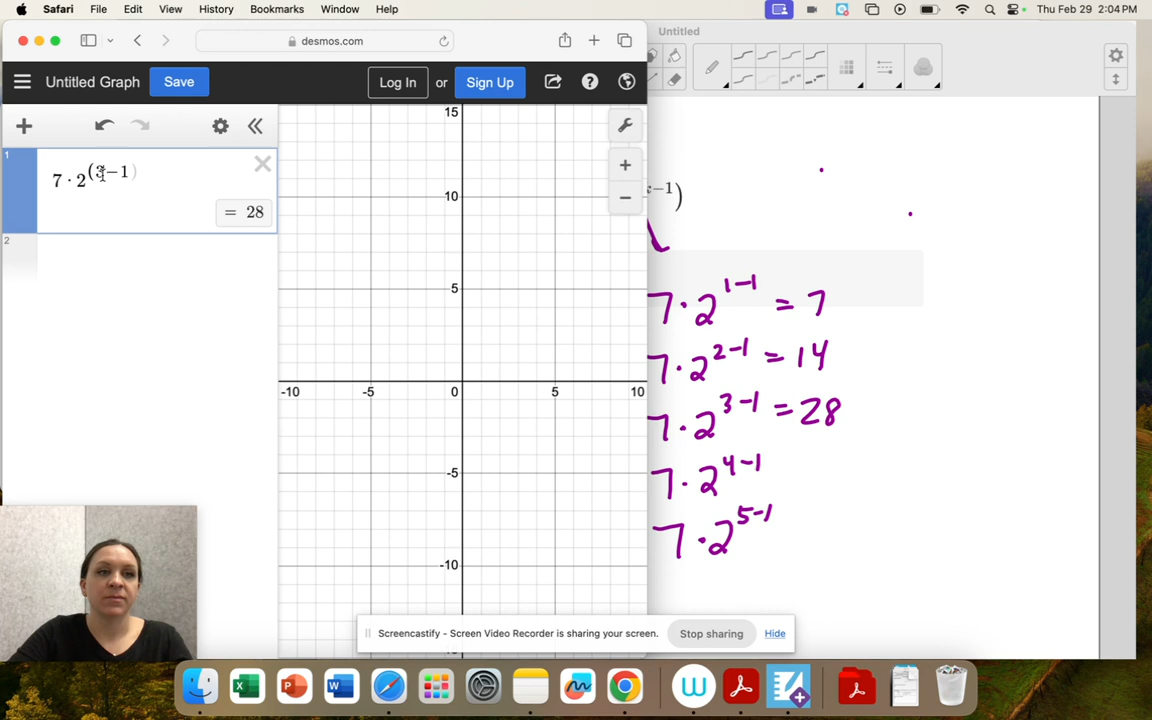 Safari File Edit View History Bookmarks Window Help Thu Feb 29 2:04 PM
Untitled
desmos.com
Untitled Graph Save Log In or Sign Up
1
7 · 2^(3−1)
= 28
2
15
10
5
-10 -5 0 5 10
-5
-10
x−1)
7 · 2^1−1 = 7
7 · 2^2−1 = 14
7 · 2^3−1 = 28
7 · 2^4−1
7 · 2^5−1
Screencastify - Screen Video Recorder is sharing your screen. Stop sharing Hide